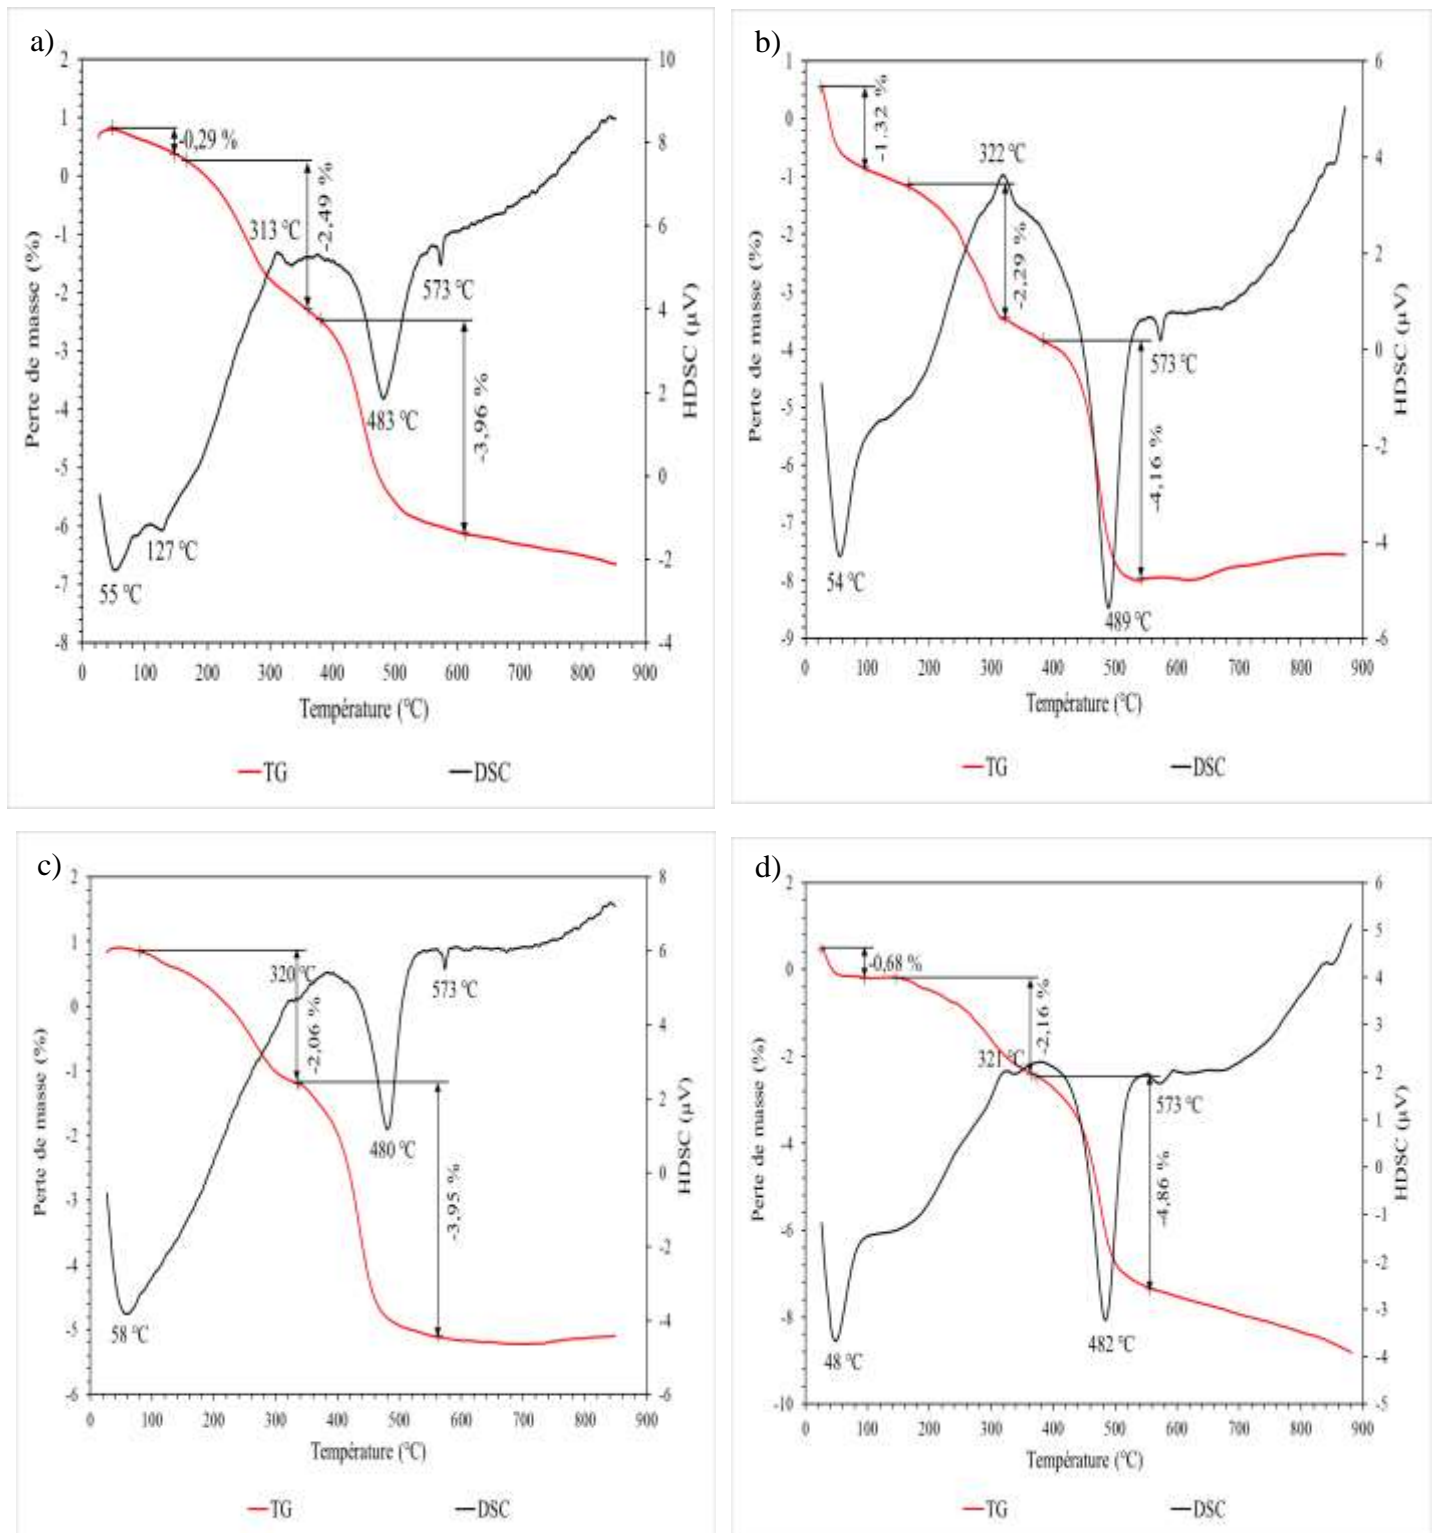 a)
2
1
0
-1
-2
-3
-4
-5
-6
-7
-8
Perte de masse (%)
10
8
6
4
2
0
-2
-4
HDSC (µV)
0 100 200 300 400 500 600 700 800 900
Température (°C)
-0,29 %
-2,49 %
-3,96 %
313 °C
573 °C
483 °C
127 °C
55 °C
TG DSC
b)
1
0
-1
-2
-3
-4
-5
-6
-7
-8
-9
Perte de masse (%)
6
4
2
0
-2
-4
-6
HDSC (µV)
0 100 200 300 400 500 600 700 800 900
Température (°C)
-1,32 %
322 °C
-2,29 %
573 °C
-4,16 %
54 °C
489 °C
TG DSC
c)
2
1
0
-1
-2
-3
-4
-5
-6
Perte de masse (%)
8
6
4
2
0
-2
-4
-6
HDSC (µV)
0 100 200 300 400 500 600 700 800 900
Température (°C)
320 °C
573 °C
-2,06 %
480 °C
-3,95 %
58 °C
TG DSC
d)
2
0
-2
-4
-6
-8
-10
Perte de masse (%)
6
5
4
3
2
1
0
-1
-2
-3
-4
-5
HDSC (µV)
0 100 200 300 400 500 600 700 800 900
Température (°C)
-0,68 %
-2,16 %
321 °C
573 °C
-4,86 %
48 °C
482 °C
TG DSC